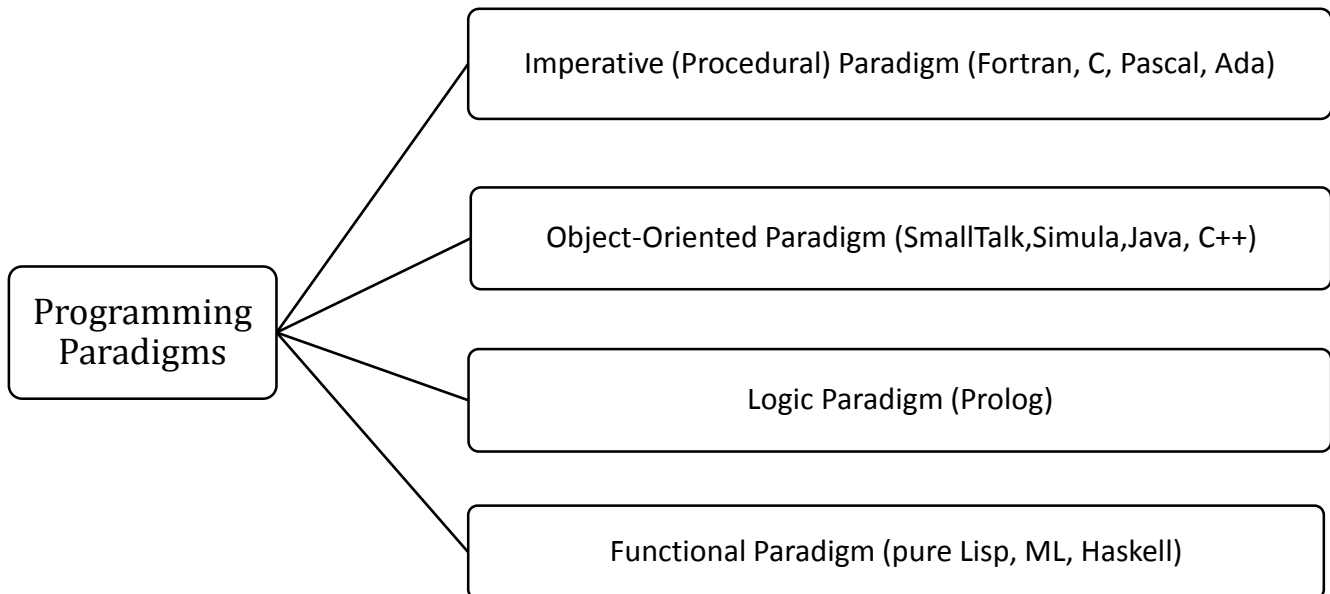 Imperative (Procedural) Paradigm (Fortran, C, Pascal, Ada)
Object-Oriented Paradigm (SmallTalk,Simula,Java, C++)
Programming
Paradigms
Logic Paradigm (Prolog)
Functional Paradigm (pure Lisp, ML, Haskell)